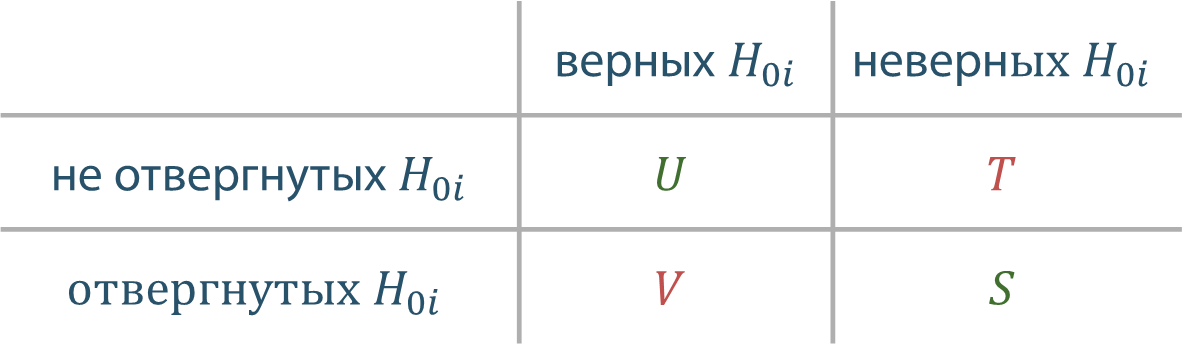 верных H₀ᵢ неверных H₀ᵢ
не отвергнутых H₀ᵢ U T
отвергнутых H₀ᵢ V S